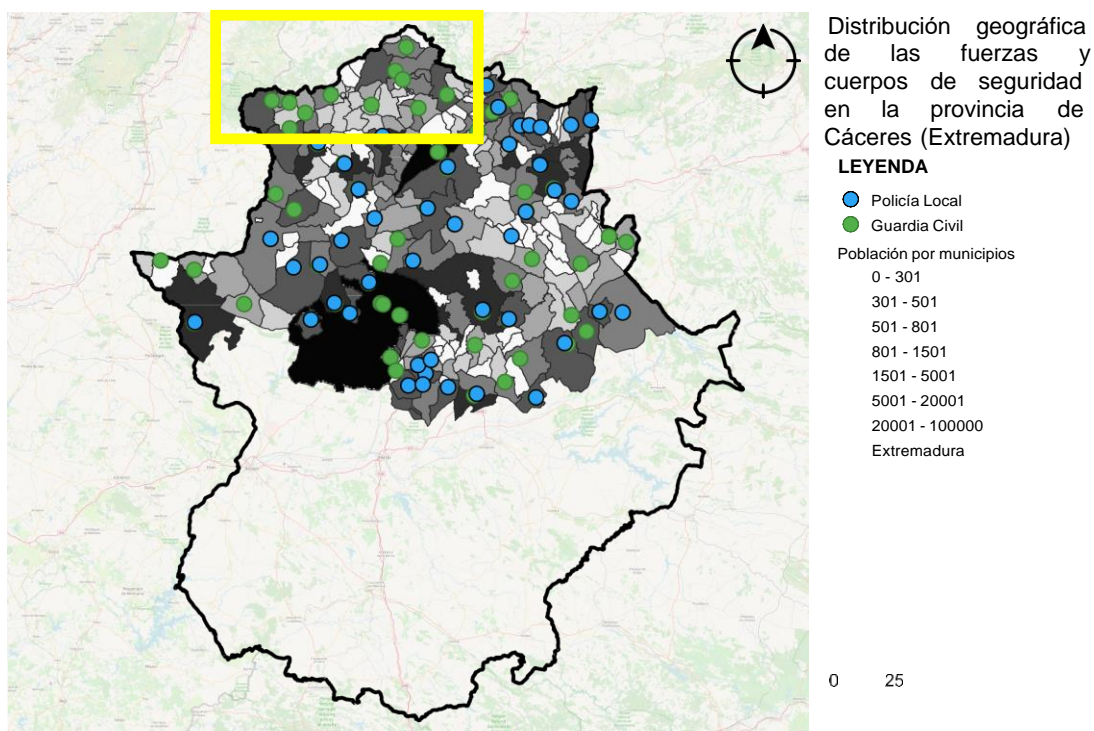 Distribución geográfica
de las fuerzas y
cuerpos de seguridad
en la provincia de
Cáceres (Extremadura)
LEYENDA
Policía Local
Guardia Civil
Población por municipios
0 - 301
301 - 501
501 - 801
801 - 1501
1501 - 5001
5001 - 20001
20001 - 100000
Extremadura
0 25